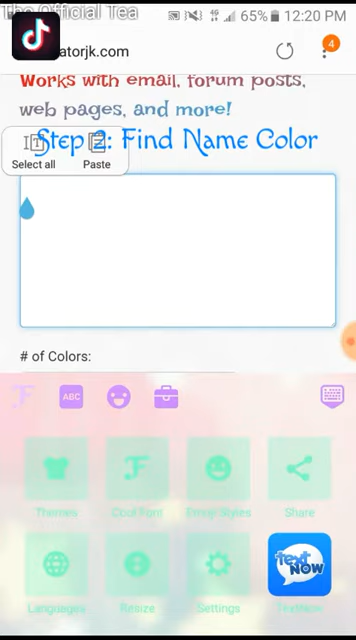 The Official Tea
65% 12:20 PM
atorjk.com
4
Works with email, forum posts,
web pages, and more!
Step 2: Find Name Color
Select all Paste
# of Colors:
ABC
Themes Cool Font Emoji Styles Share
text NOW
Languages Resize Settings TextNow